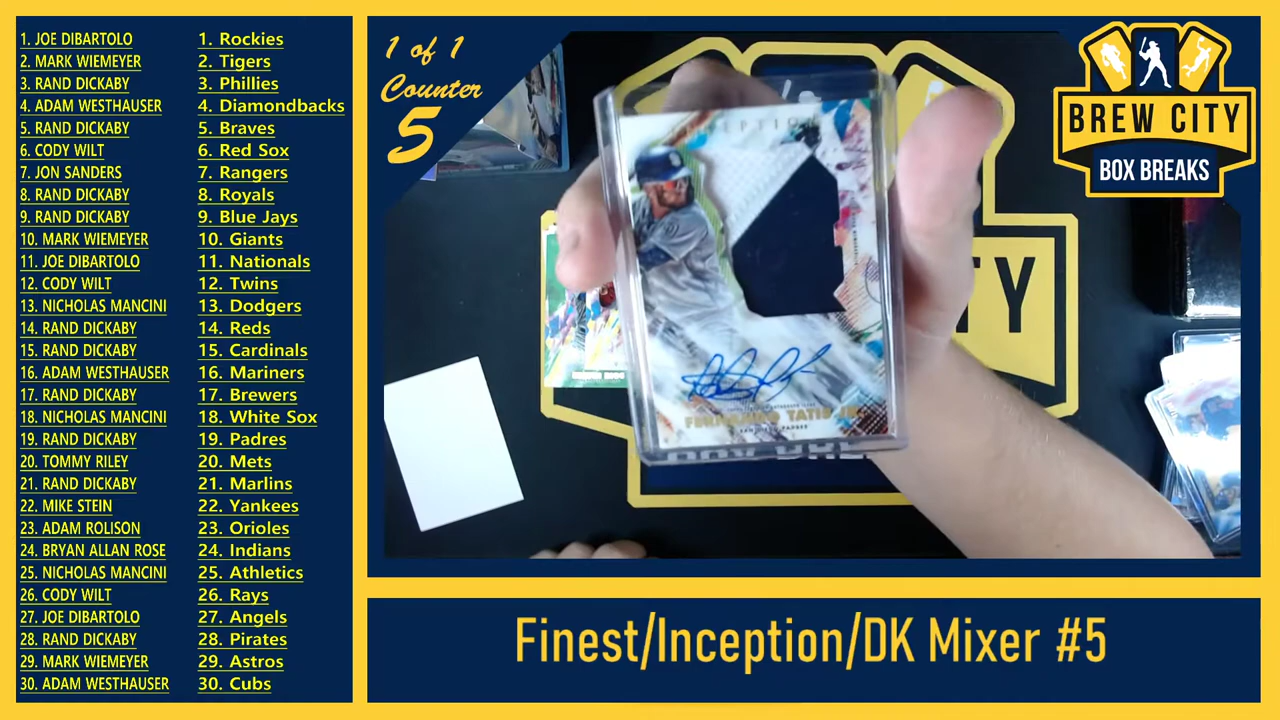 1. JOE DIBARTOLO 1. Rockies
2. MARK WIEMEYER 2. Tigers
3. RAND DICKABY 3. Phillies
4. ADAM WESTHAUSER 4. Diamondbacks
5. RAND DICKABY 5. Braves
6. CODY WILT 6. Red Sox
7. JON SANDERS 7. Rangers
8. RAND DICKABY 8. Royals
9. RAND DICKABY 9. Blue Jays
10. MARK WIEMEYER 10. Giants
11. JOE DIBARTOLO 11. Nationals
12. CODY WILT 12. Twins
13. NICHOLAS MANCINI 13. Dodgers
14. RAND DICKABY 14. Reds
15. RAND DICKABY 15. Cardinals
16. ADAM WESTHAUSER 16. Mariners
17. RAND DICKABY 17. Brewers
18. NICHOLAS MANCINI 18. White Sox
19. RAND DICKABY 19. Padres
20. TOMMY RILEY 20. Mets
21. RAND DICKABY 21. Marlins
22. MIKE STEIN 22. Yankees
23. ADAM ROLISON 23. Orioles
24. BRYAN ALLAN ROSE 24. Indians
25. NICHOLAS MANCINI 25. Athletics
26. CODY WILT 26. Rays
27. JOE DIBARTOLO 27. Angels
28. RAND DICKABY 28. Pirates
29. MARK WIEMEYER 29. Astros
30. ADAM WESTHAUSER 30. Cubs
1 of 1
Counter
5
INCEPTION
FERNANDO TATIS JR.
SAN DIEGO PADRES
TY
BREW CITY
BOX BREAKS
Finest/Inception/DK Mixer #5